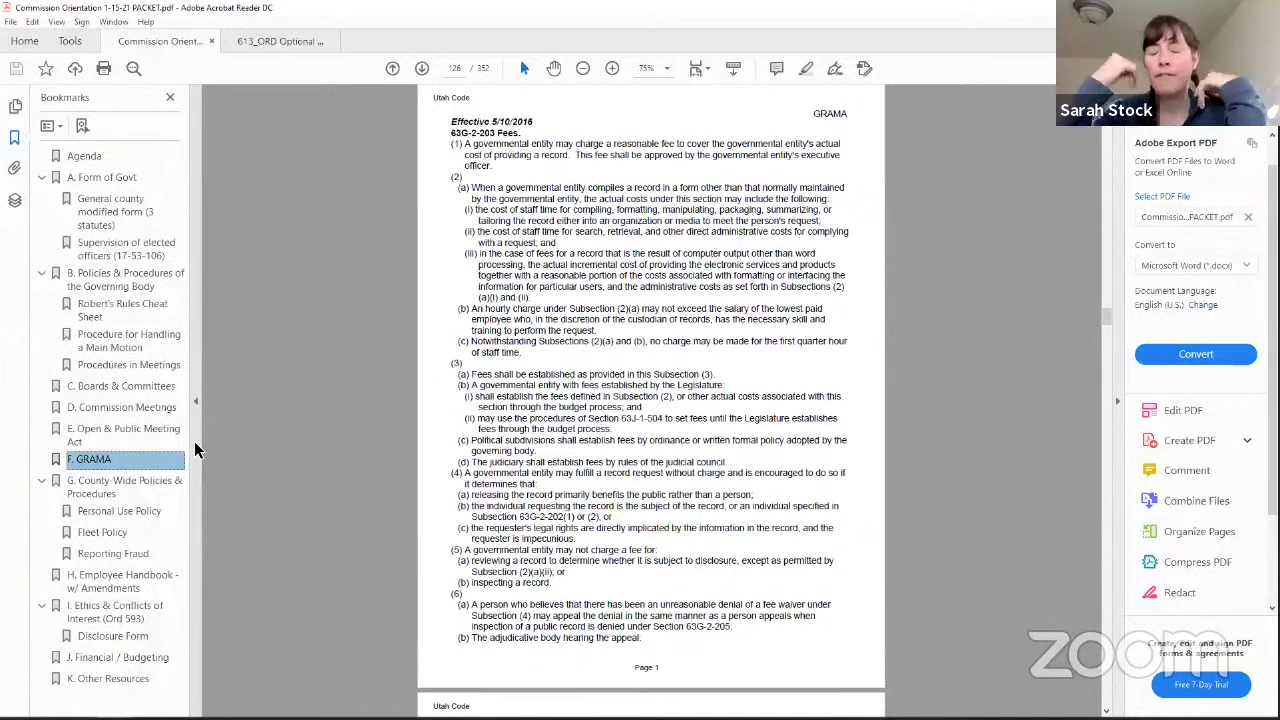 Commission Orientation 1-15-21 PACKET.pdf - Adobe Acrobat Reader DC
File Edit View Sign Window Help
Home Tools Commission Orient... × 613_ORD Optional ...
126 / 352 75%
Bookmarks
Agenda
A. Form of Govt
General county
modified form (3
statutes)
Supervision of elected
officers (17-53-106)
B. Policies & Procedures of
the Governing Body
Robert's Rules Cheat
Sheet
Procedure for Handling
a Main Motion
Procedures in Meetings
C. Boards & Committees
D. Commission Meetings
E. Open & Public Meeting
Act
F. GRAMA
G. County-Wide Policies &
Procedures
Personal Use Policy
Fleet Policy
Reporting Fraud
H. Employee Handbook -
w/ Amendments
I. Ethics & Conflicts of
Interest (Ord 593)
Disclosure Form
J. Financial / Budgeting
K. Other Resources
Utah Code
GRAMA
Effective 5/10/2016
63G-2-203 Fees.
(1) A governmental entity may charge a reasonable fee to cover the governmental entity's actual
cost of providing a record. This fee shall be approved by the governmental entity's executive
officer.
(2)
(a) When a governmental entity compiles a record in a form other than that normally maintained
by the governmental entity, the actual costs under this section may include the following:
(i) the cost of staff time for compiling, formatting, manipulating, packaging, summarizing, or
tailoring the record either into an organization or media to meet the person's request;
(ii) the cost of staff time for search, retrieval, and other direct administrative costs for complying
with a request; and
(iii) in the case of fees for a record that is the result of computer output other than word
processing, the actual incremental cost of providing the electronic services and products
together with a reasonable portion of the costs associated with formatting or interfacing the
information for particular users, and the administrative costs as set forth in Subsections (2)
(a)(i) and (ii).
(b) An hourly charge under Subsection (2)(a) may not exceed the salary of the lowest paid
employee who, in the discretion of the custodian of records, has the necessary skill and
training to perform the request.
(c) Notwithstanding Subsections (2)(a) and (b), no charge may be made for the first quarter hour
of staff time.
(3)
(a) Fees shall be established as provided in this Subsection (3).
(b) A governmental entity with fees established by the Legislature:
(i) shall establish the fees defined in Subsection (2), or other actual costs associated with this
section through the budget process; and
(ii) may use the procedures of Section 63J-1-504 to set fees until the Legislature establishes
fees through the budget process.
(c) Political subdivisions shall establish fees by ordinance or written formal policy adopted by the
governing body.
(d) The judiciary shall establish fees by rules of the judicial council.
(4) A governmental entity may fulfill a record request without charge and is encouraged to do so if
it determines that:
(a) releasing the record primarily benefits the public rather than a person;
(b) the individual requesting the record is the subject of the record, or an individual specified in
Subsection 63G-2-202(1) or (2); or
(c) the requester's legal rights are directly implicated by the information in the record, and the
requester is impecunious.
(5) A governmental entity may not charge a fee for:
(a) reviewing a record to determine whether it is subject to disclosure, except as permitted by
Subsection (2)(a)(ii); or
(b) inspecting a record.
(6)
(a) A person who believes that there has been an unreasonable denial of a fee waiver under
Subsection (4) may appeal the denial in the same manner as a person appeals when
inspection of a public record is denied under Section 63G-2-205.
(b) The adjudicative body hearing the appeal:
Page 1
Utah Code
Sarah Stock
Adobe Export PDF
Convert PDF Files to Word
or Excel Online
Select PDF File
Commissio...PACKET.pdf ×
Convert to
Microsoft Word (*.docx)
Document Language:
English (U.S.) Change
Convert
Edit PDF
Create PDF
Comment
Combine Files
Organize Pages
Compress PDF
Redact
Create, edit and sign PDF
forms & agreements
Free 7-Day Trial
zoom